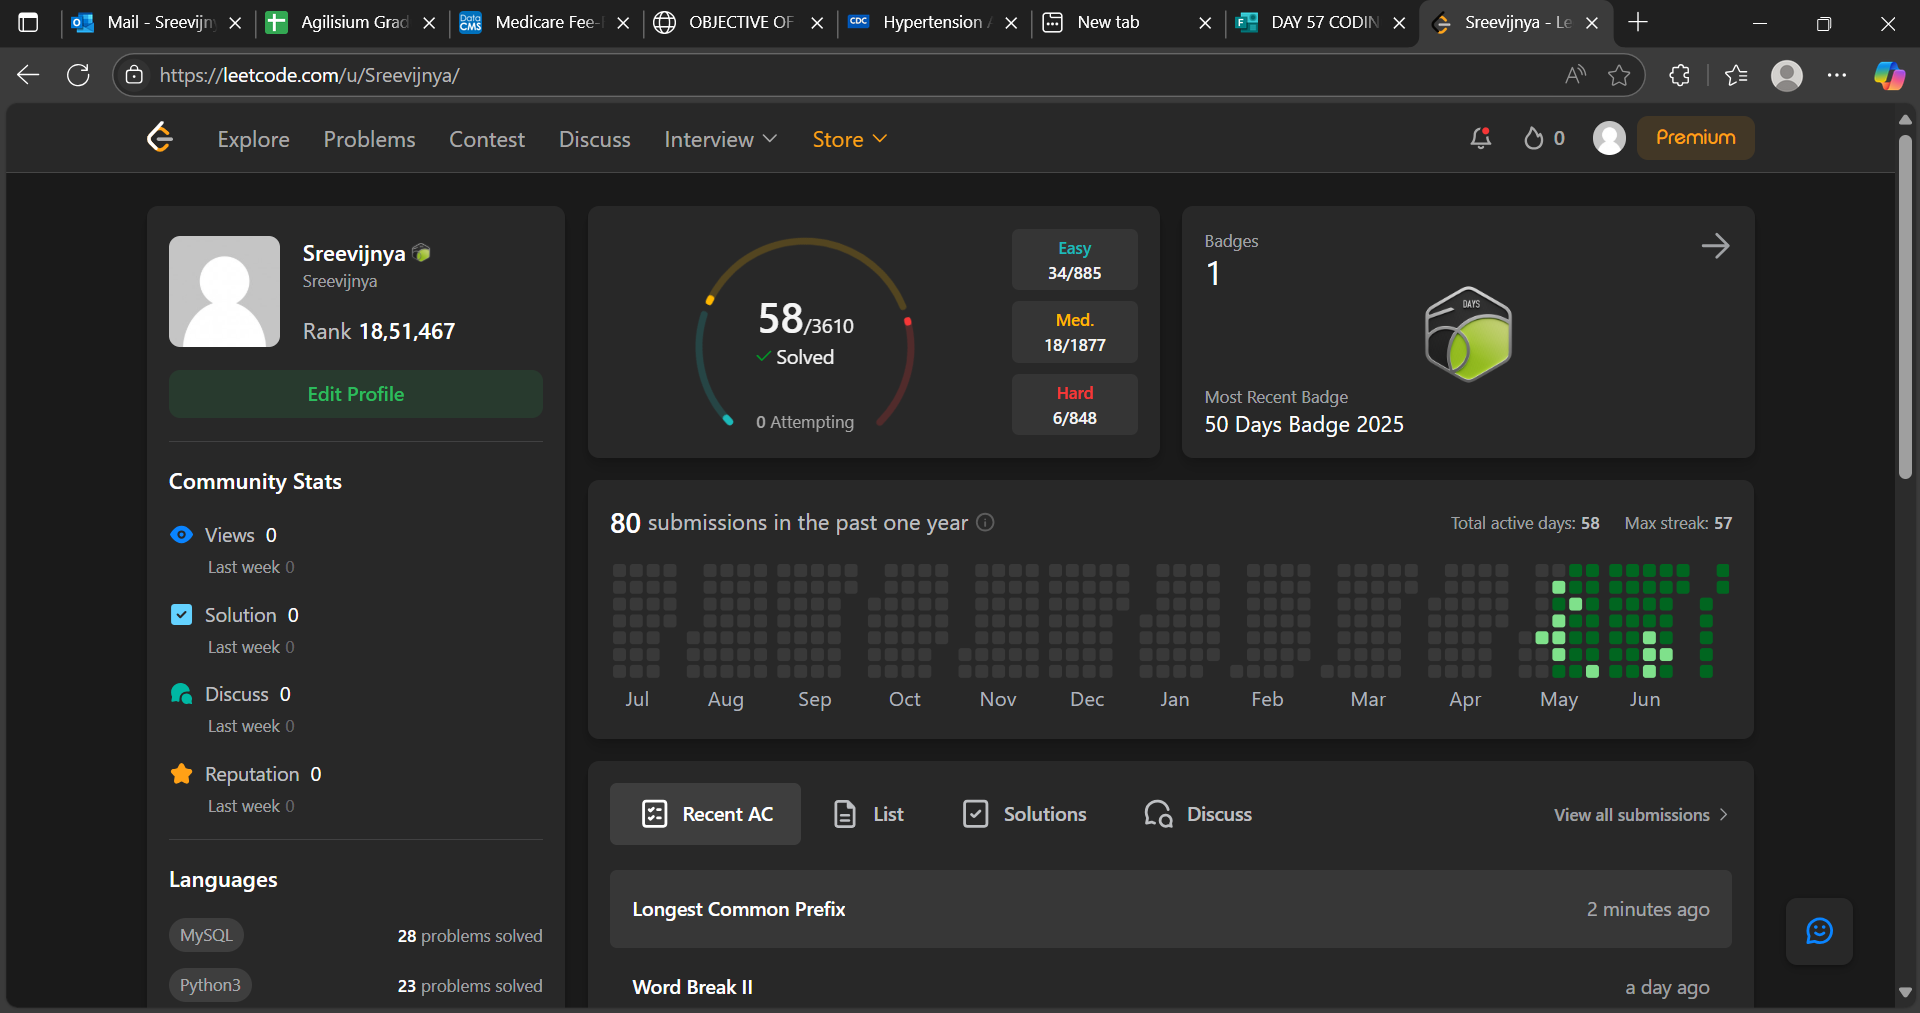 Mail - Sreevijn
Agilisium Grad
Data CMS
Medicare Fee-
OBJECTIVE OF
CDC
Hypertension
New tab
DAY 57 CODIN
Sreevijnya - Le
https://leetcode.com/u/Sreevijnya/
Explore
Problems
Contest
Discuss
Interview
Store
0
Premium
Sreevijnya
Sreevijnya
Rank 18,51,467
Edit Profile
Community Stats
Views 0
Last week 0
Solution 0
Last week 0
Discuss 0
Last week 0
Reputation 0
Last week 0
Languages
MySQL
28 problems solved
Python3
23 problems solved
58/3610
Solved
0 Attempting
Easy
34/885
Med.
18/1877
Hard
6/848
Badges
1
DAYS
Most Recent Badge
50 Days Badge 2025
80 submissions in the past one year
Total active days: 58
Max streak: 57
Jul Aug Sep Oct Nov Dec Jan Feb Mar Apr May Jun
Recent AC
List
Solutions
Discuss
View all submissions
Longest Common Prefix
2 minutes ago
Word Break II
a day ago